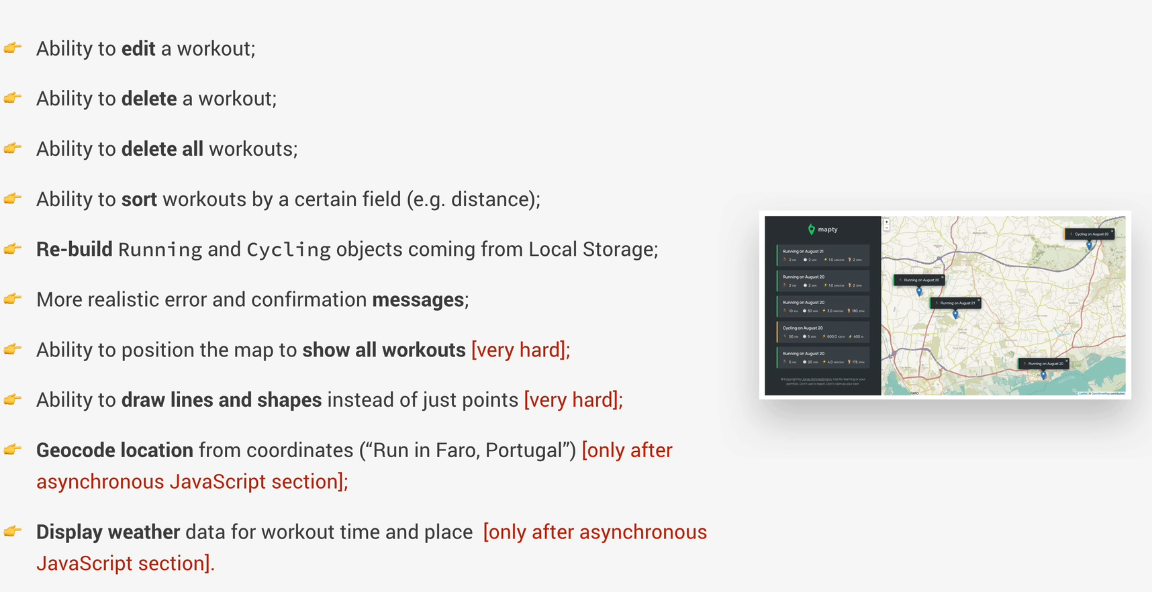 👉 Ability to edit a workout;
👉 Ability to delete a workout;
👉 Ability to delete all workouts;
👉 Ability to sort workouts by a certain field (e.g. distance);
👉 Re-build Running and Cycling objects coming from Local Storage;
👉 More realistic error and confirmation messages;
👉 Ability to position the map to show all workouts [very hard];
👉 Ability to draw lines and shapes instead of just points [very hard];
👉 Geocode location from coordinates (“Run in Faro, Portugal”) [only after
asynchronous JavaScript section];
👉 Display weather data for workout time and place [only after asynchronous
JavaScript section].
mapty
Running on August
Running on August 20
Running on August 20
Cycling on August 20
Running on August 20
Cycling on August
Running on August
Running on August
Running on August